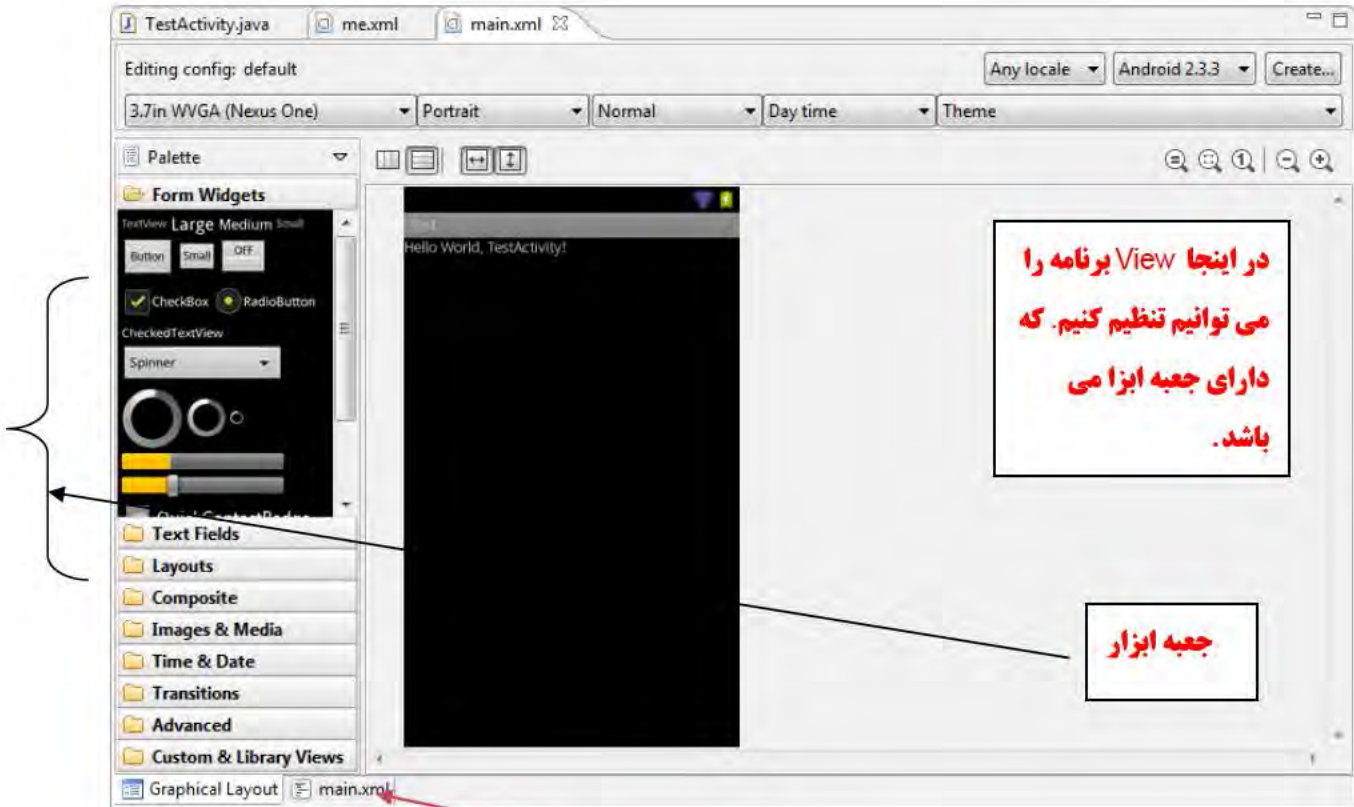 TestActivity.java me.xml main.xml
Editing config: default Any locale Android 2.3.3 Create...
3.7in WVGA (Nexus One) Portrait Normal Day time Theme
Palette
Form Widgets
TextView Large Medium Small
Button Small OFF
CheckBox RadioButton
CheckedTextView
Spinner
Text Fields
Layouts
Composite
Images & Media
Time & Date
Transitions
Advanced
Custom & Library Views
Graphical Layout main.xml
Hello World, TestActivity!
در اینجا View برنامه را
می توانیم تنظیم کنیم. که
دارای جعبه ابزا می
باشد.
جعبه ابزار